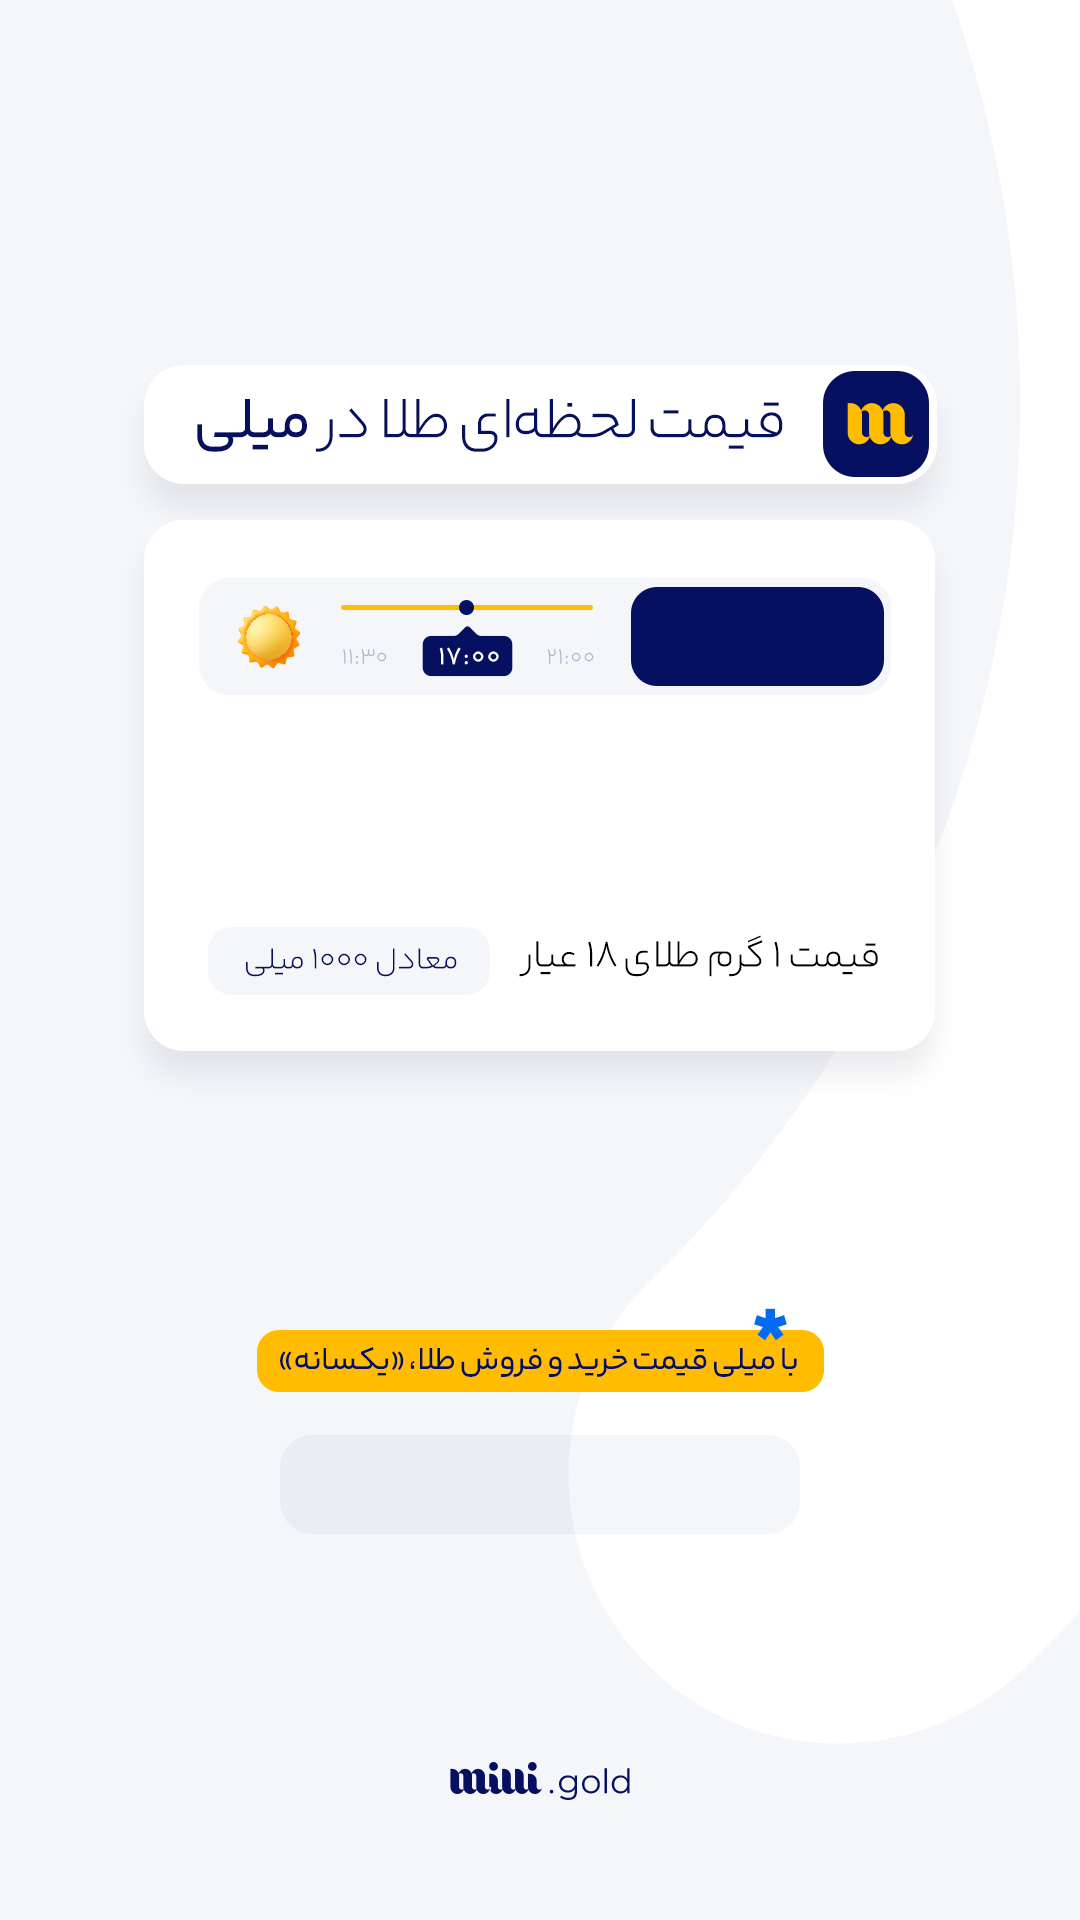 قیمت لحظه‌ای طلا در میلی
m
۱۱:۳۰ ۱۷:۰۰ ۲۱:۰۰
قیمت ۱ گرم طلای ۱۸ عیار
معادل ۱۰۰۰ میلی
*
با میلی قیمت خرید و فروش طلا، «یکسانه»
milli.gold